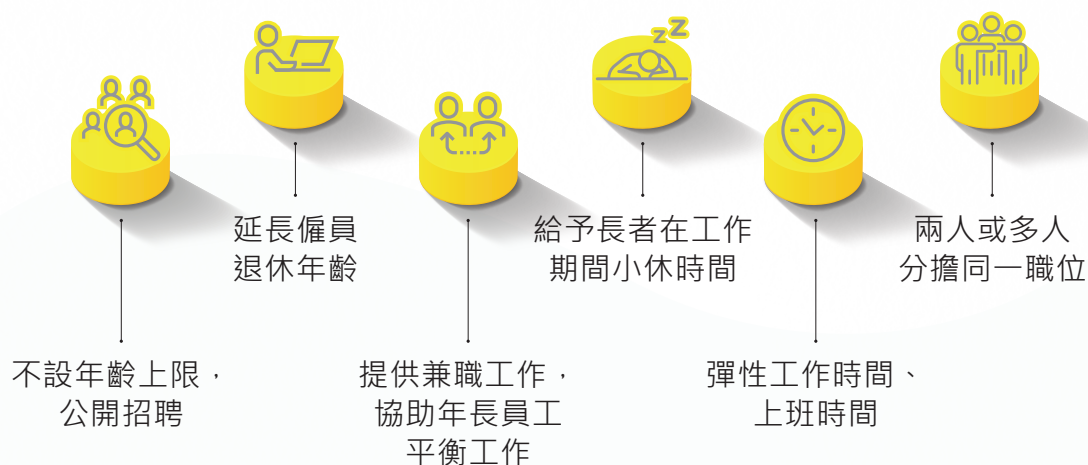 不設年齡上限，
公開招聘
延長僱員
退休年齡
提供兼職工作，
協助年長員工
平衡工作
zZ
給予長者在工作
期間小休時間
彈性工作時間、
上班時間
兩人或多人
分擔同一職位